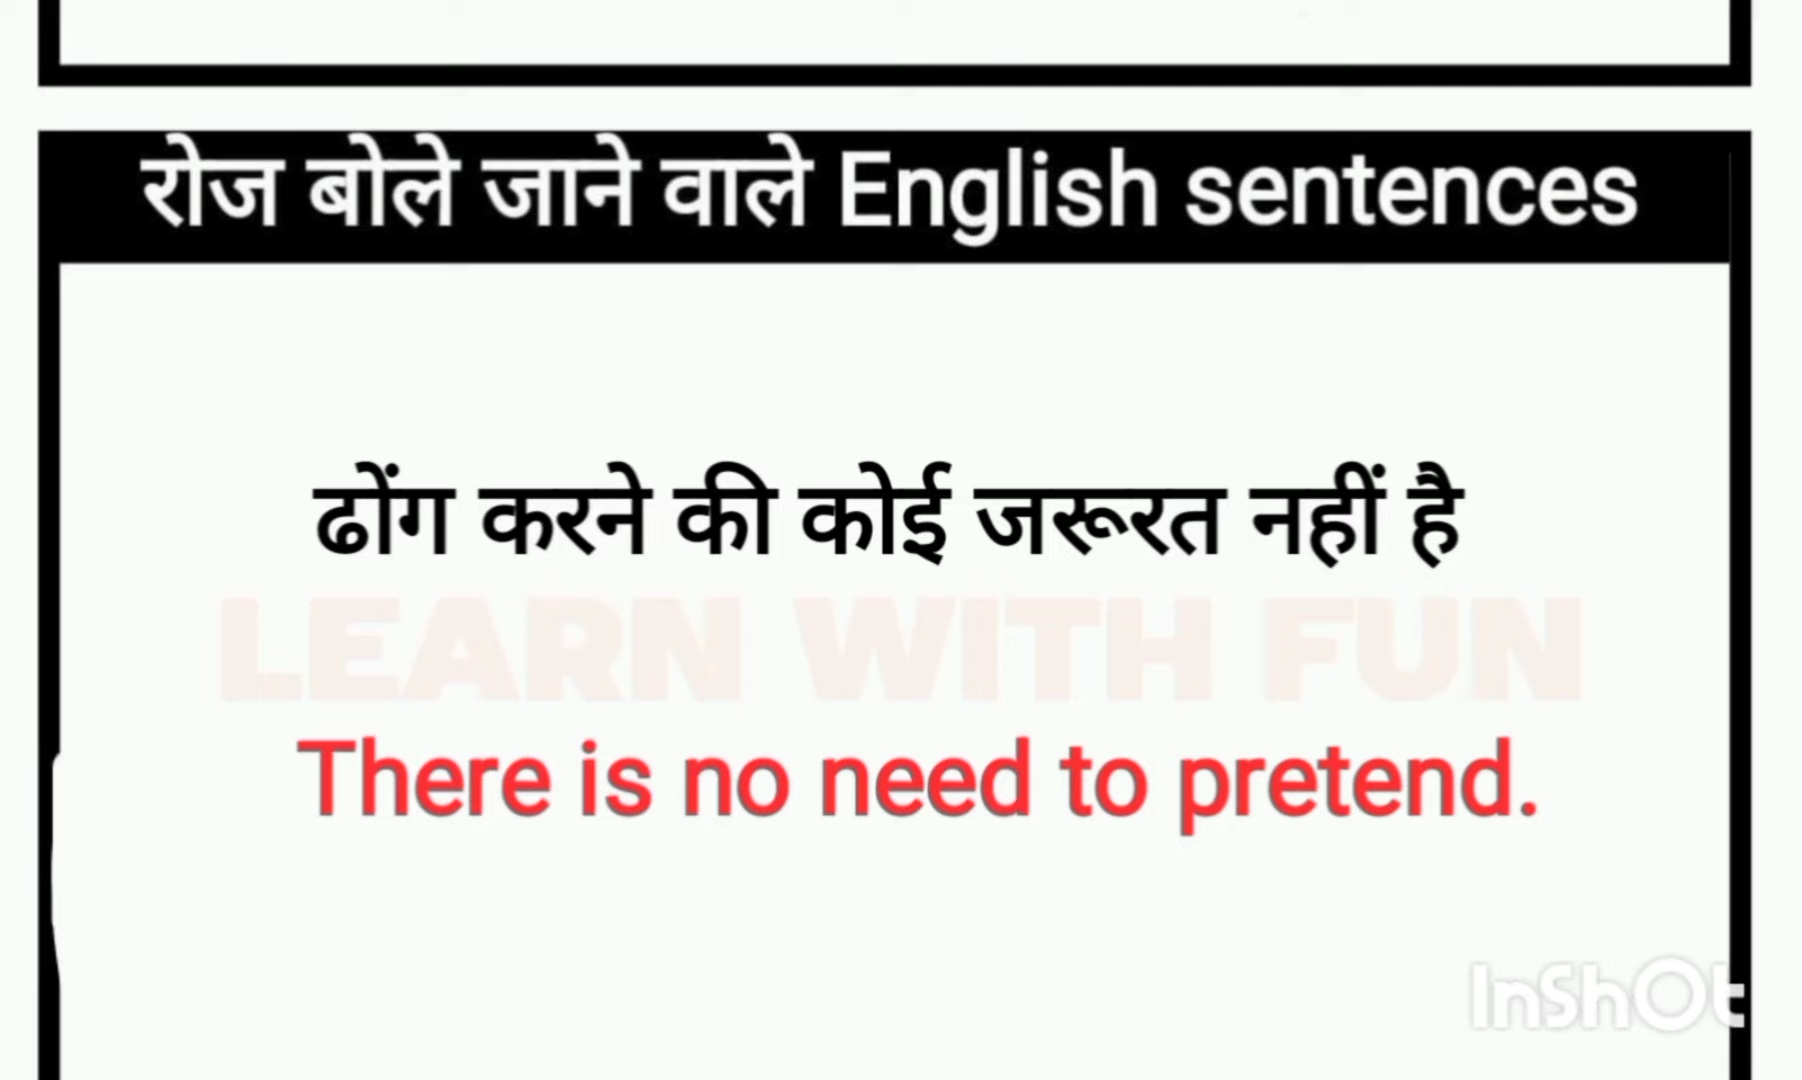 रोज बोले जाने वाले English sentences
ढोंग करने की कोई जरूरत नहीं है
LEARN WITH FUN
There is no need to pretend.
InShOt